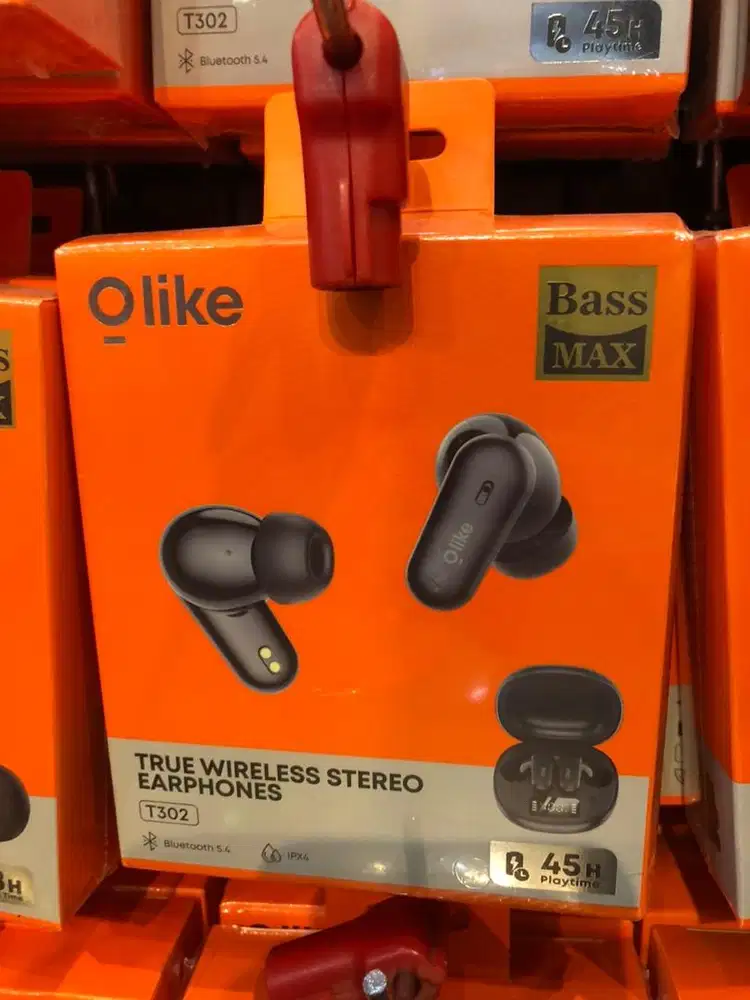 T302
Bluetooth 5.4
45H
Playtime
Olike
Bass
MAX
Olike
TRUE WIRELESS STEREO
EARPHONES
T302
Bluetooth 5.4
IPX4
45H
Playtime